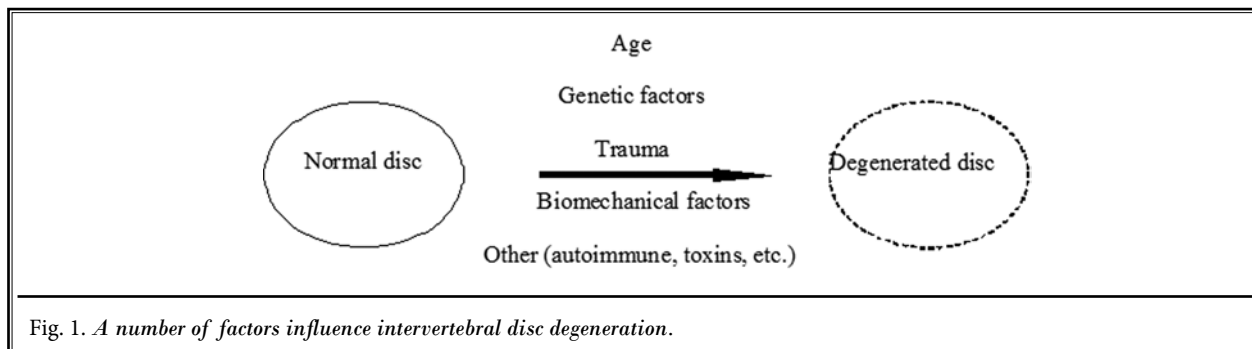 Age
Genetic factors
Normal disc
Trauma
Degenerated disc
Biomechanical factors
Other (autoimmune, toxins, etc.)
Fig. 1. A number of factors influence intervertebral disc degeneration.